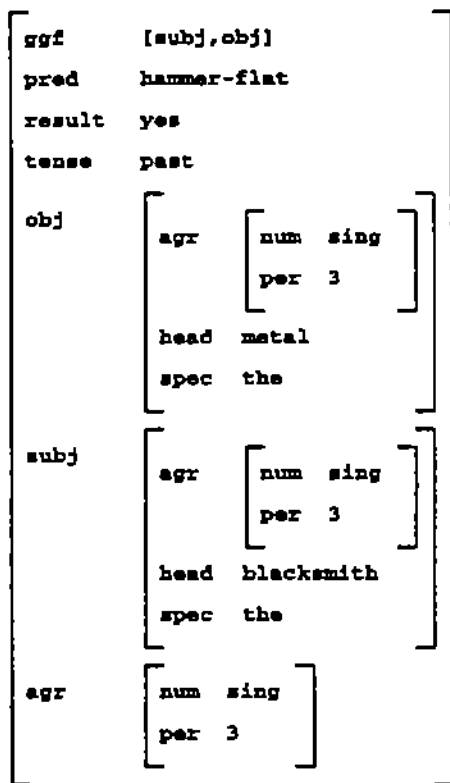 ggf [subj,obj]
pred hammer-flat
result yes
tense past
obj
agr num sing
per 3
head metal
spec the
subj
agr num sing
per 3
head blacksmith
spec the
agr num sing
per 3